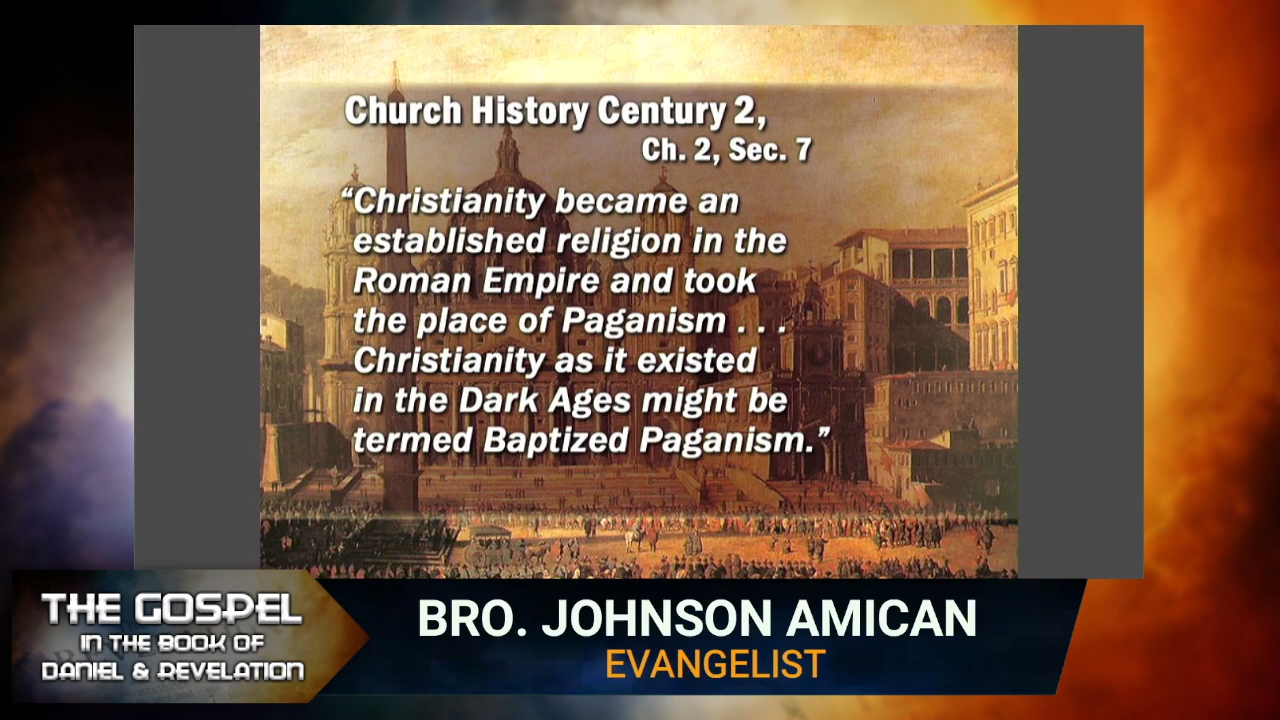 Church History Century 2,
Ch. 2, Sec. 7
“Christianity became an
established religion in the
Roman Empire and took
the place of Paganism . . .
Christianity as it existed
in the Dark Ages might be
termed Baptized Paganism.”
THE GOSPEL
IN THE BOOK OF
DANIEL & REVELATION
BRO. JOHNSON AMICAN
EVANGELIST